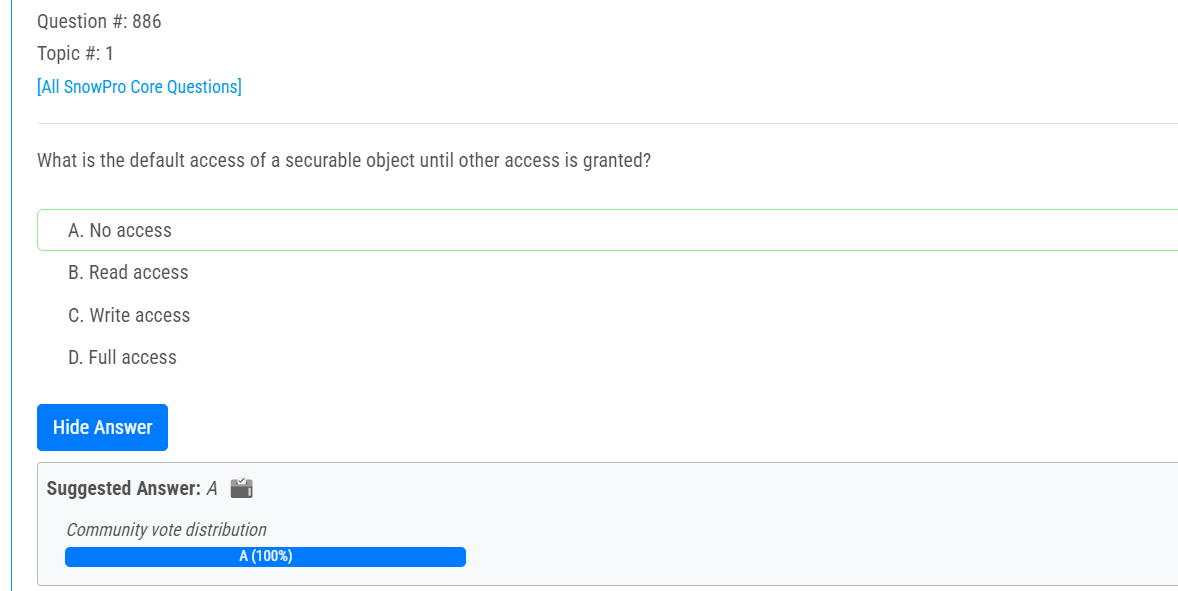 Question #: 886
Topic #: 1
[All SnowPro Core Questions]
What is the default access of a securable object until other access is granted?
A. No access
B. Read access
C. Write access
D. Full access
Hide Answer
Suggested Answer: A
Community vote distribution
A (100%)